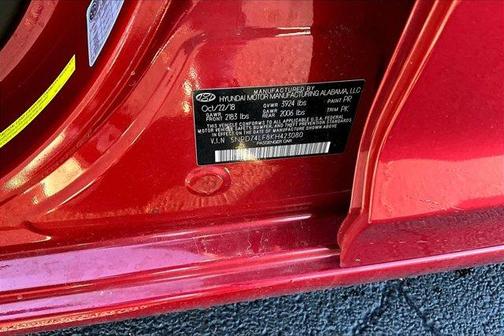 MANUFACTURED BY
HYUNDAI MOTOR MANUFACTURING ALABAMA, LLC
Oct/22/18 GVWR 3924 lbs PAINT PR
GAWR FRONT 2183 lbs GAWR REAR 2006 lbs TRIM PK
THIS VEHICLE CONFORMS TO ALL APPLICABLE U.S. FEDERAL
MOTOR VEHICLE SAFETY, BUMPER, AND THEFT PREVENTION STANDARDS
IN EFFECT ON THE DATE OF MANUFACTURE SHOWN ABOVE.
V.I.N 5NPD74LF8KH423080
PASSENGER CAR